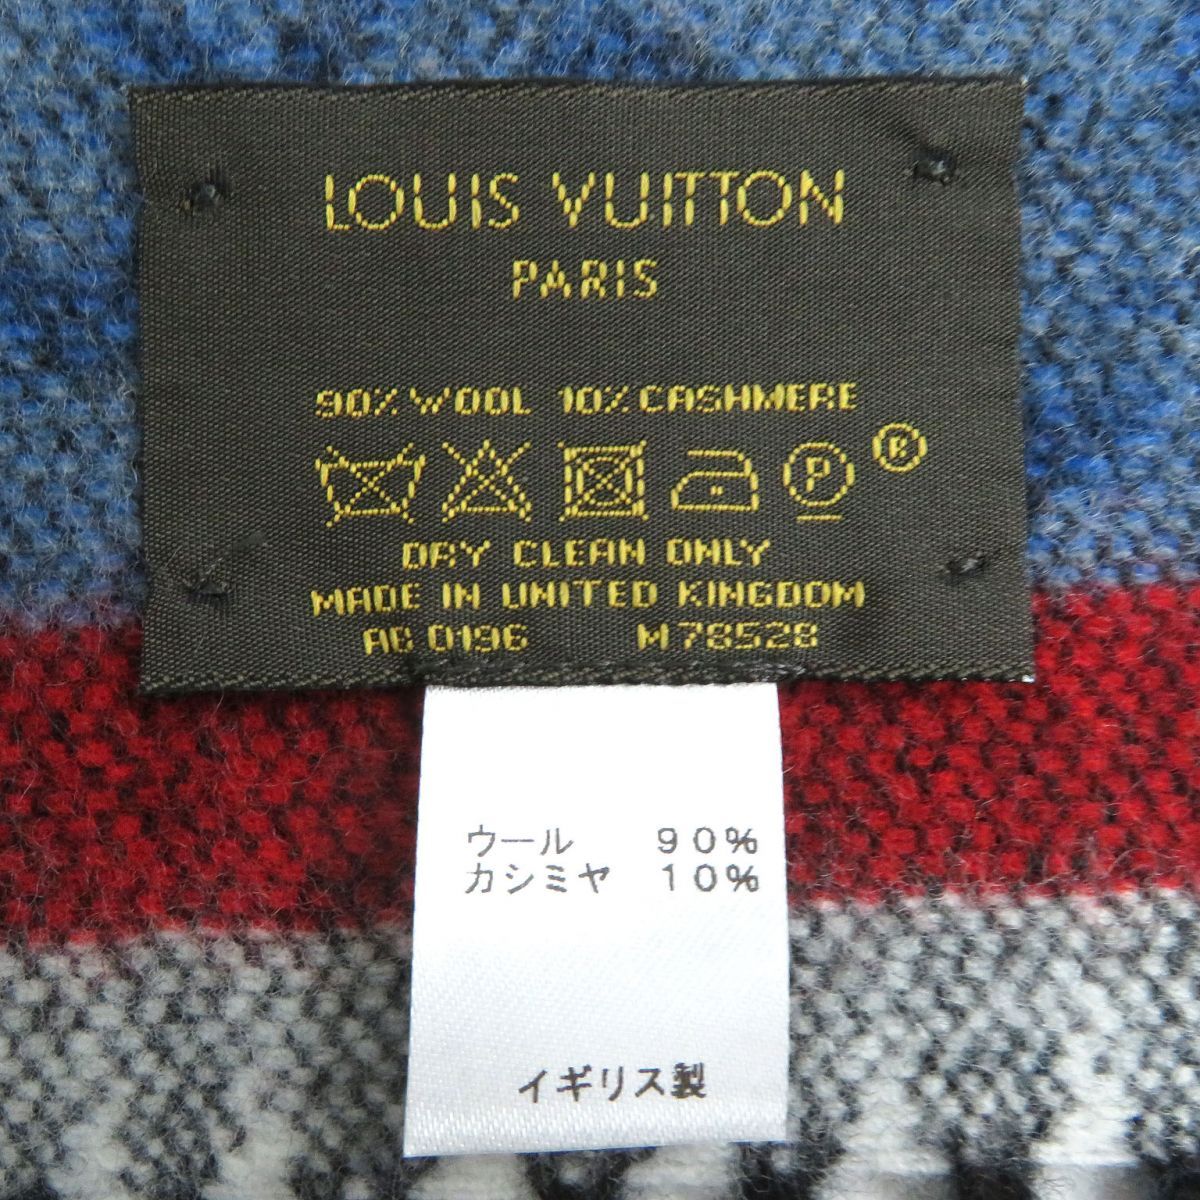 LOUIS VUITTON
PARIS
90% WOOL 10% CASHMERE
P ®
DRY CLEAN ONLY
MADE IN UNITED KINGDOM
AB 0196 M78528
ウール 90%
カシミヤ 10%
イギリス製